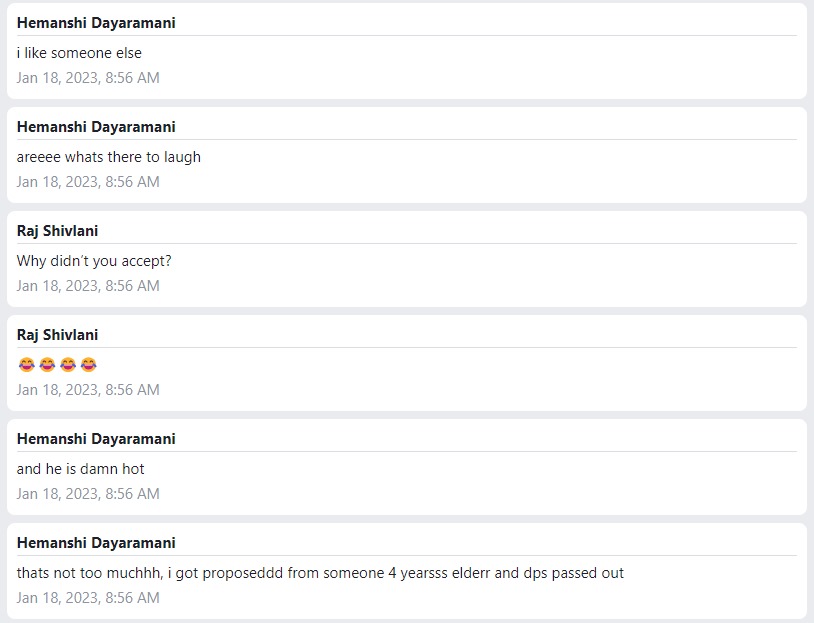 Hemanshi Dayaramani
i like someone else
Jan 18, 2023, 8:56 AM
Hemanshi Dayaramani
areeee whats there to laugh
Jan 18, 2023, 8:56 AM
Raj Shivlani
Why didn’t you accept?
Jan 18, 2023, 8:56 AM
Raj Shivlani
😂😂😂😂
Jan 18, 2023, 8:56 AM
Hemanshi Dayaramani
and he is damn hot
Jan 18, 2023, 8:56 AM
Hemanshi Dayaramani
thats not too muchhh, i got proposeddd from someone 4 yearsss elderr and dps passed out
Jan 18, 2023, 8:56 AM